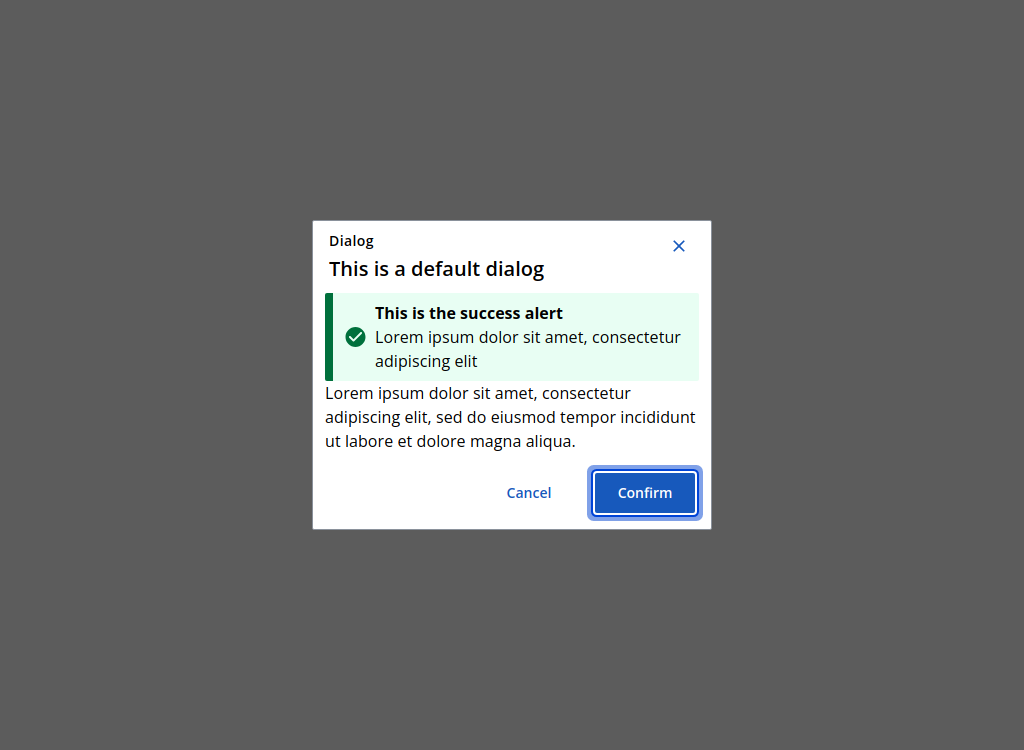 Dialog
This is a default dialog
This is the success alert
Lorem ipsum dolor sit amet, consectetur
adipiscing elit
Lorem ipsum dolor sit amet, consectetur
adipiscing elit, sed do eiusmod tempor incididunt
ut labore et dolore magna aliqua.
Cancel
Confirm